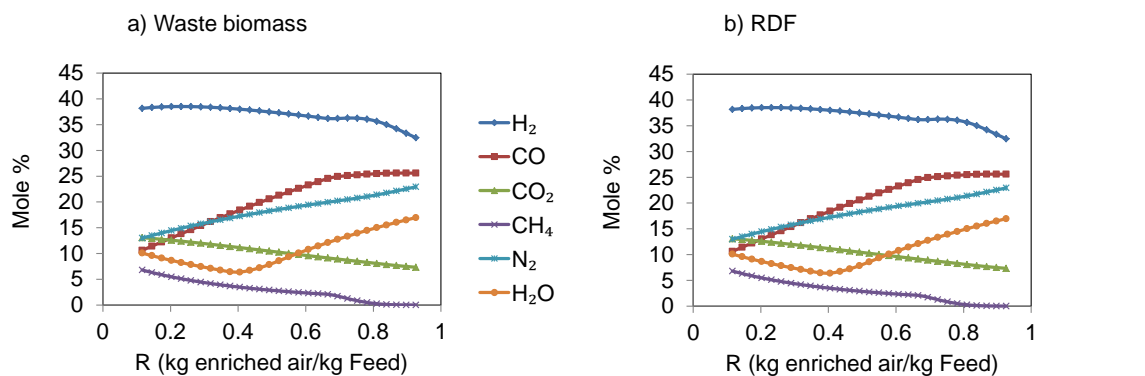 a) Waste biomass
45
40
35
30
25
20
15
10
5
0
Mole %
0 0.2 0.4 0.6 0.8 1
R (kg enriched air/kg Feed)
H₂
CO
CO₂
CH₄
N₂
H₂O
b) RDF
45
40
35
30
25
20
15
10
5
0
Mole %
0 0.2 0.4 0.6 0.8 1
R (kg enriched air/kg Feed)